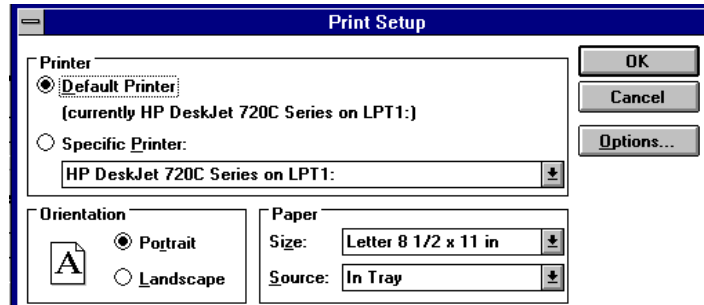 Print Setup
Printer
Default Printer
(currently HP DeskJet 720C Series on LPT1:)
Specific Printer:
HP DeskJet 720C Series on LPT1:
OK
Cancel
Options...
Orientation
A
Portrait
Landscape
Paper
Size: Letter 8 1/2 x 11 in
Source: In Tray